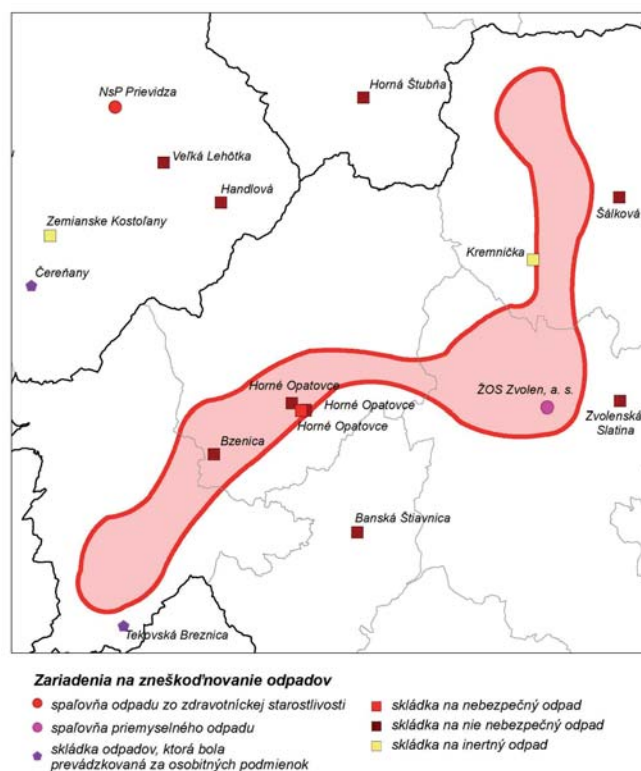 NsP Prievidza
Horná Štubňa
Veľká Lehôtka
Handlová
Šálková
Zemianske Kostoľany
Kremnička
Čereňany
Horné Opatovce
Horné Opatovce
Horné Opatovce
ŽOS Zvolen, a. s.
Zvolenská
Slatina
Bzenica
Banská Štiavnica
Tekovská Breznica
Zariadenia na zneškodňovanie odpadov
spaľovňa odpadu zo zdravotníckej starostlivosti
spaľovňa priemyselného odpadu
skládka odpadov, ktorá bola
prevádzkovaná za osobitných podmienok
skládka na nebezpečný odpad
skládka na nie nebezpečný odpad
skládka na inertný odpad